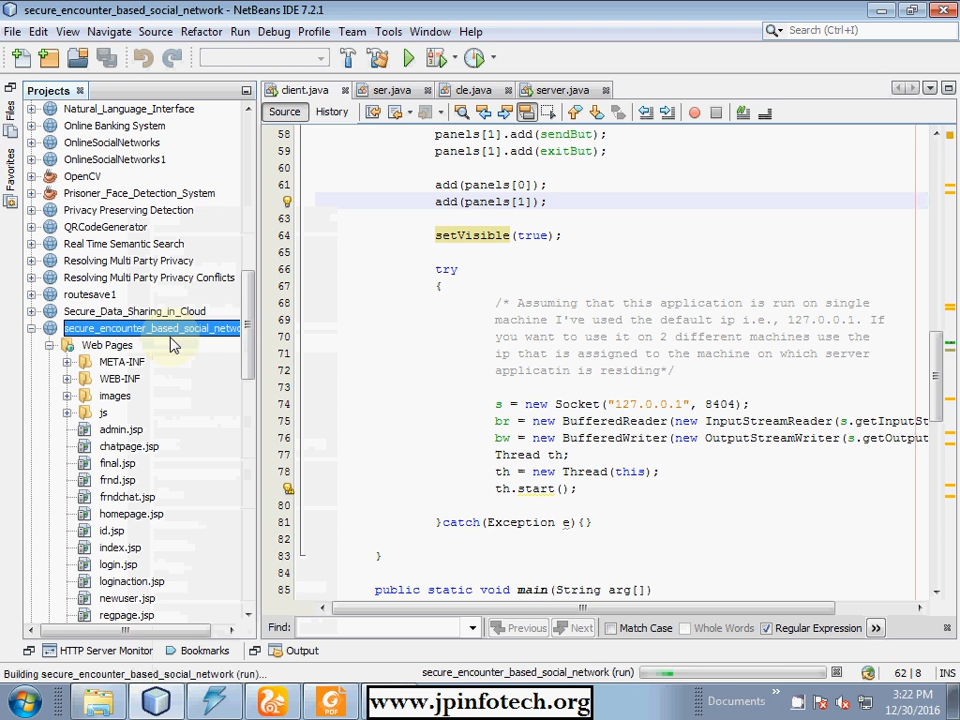 secure_encounter_based_social_network - NetBeans IDE 7.2.1
File Edit View Navigate Source Refactor Run Debug Profile Team Tools Window Help
Search (Ctrl+I)
Projects
client.java ser.java cle.java server.java
Source History
Files
Favorites
Natural_Language_Interface
Online Banking System
OnlineSocialNetworks
OnlineSocialNetworks1
OpenCV
Prisoner_Face_Detection_System
Privacy Preserving Detection
QRCodeGenerator
Real Time Semantic Search
Resolving Multi Party Privacy
Resolving Multi Party Privacy Conflicts
routesave1
Secure_Data_Sharing_in_Cloud
secure_encounter_based_social_netwo
Web Pages
META-INF
WEB-INF
images
js
admin.jsp
chatpage.jsp
final.jsp
frnd.jsp
frndchat.jsp
homepage.jsp
id.jsp
index.jsp
login.jsp
loginaction.jsp
newuser.jsp
regpage.jsp
58 panels[1].add(sendBut);
59 panels[1].add(exitBut);
60
61 add(panels[0]);
add(panels[1]);
63
64 setVisible(true);
65
66 try
67 {
68 /* Assuming that this application is run on single
69 machine I've used the default ip i.e., 127.0.0.1. If
70 you want to use it on 2 different machines use the
71 ip that is assigned to the machine on which server
72 applicatin is residing*/
73
74 s = new Socket("127.0.0.1", 8404);
75 br = new BufferedReader(new InputStreamReader(s.getInputSt
76 bw = new BufferedWriter(new OutputStreamWriter(s.getOutput
77 Thread th;
78 th = new Thread(this);
th.start();
80
81 }catch(Exception e){}
82
83 }
84
85 public static void main(String arg[])
Find: Previous Next Match Case Whole Words Regular Expression
HTTP Server Monitor Bookmarks Output
Building secure_encounter_based_social_network (run)... secure_encounter_based_social_network (run) 62 | 8 INS
www.jpinfotech.org
Documents
3:22 PM
12/30/2016